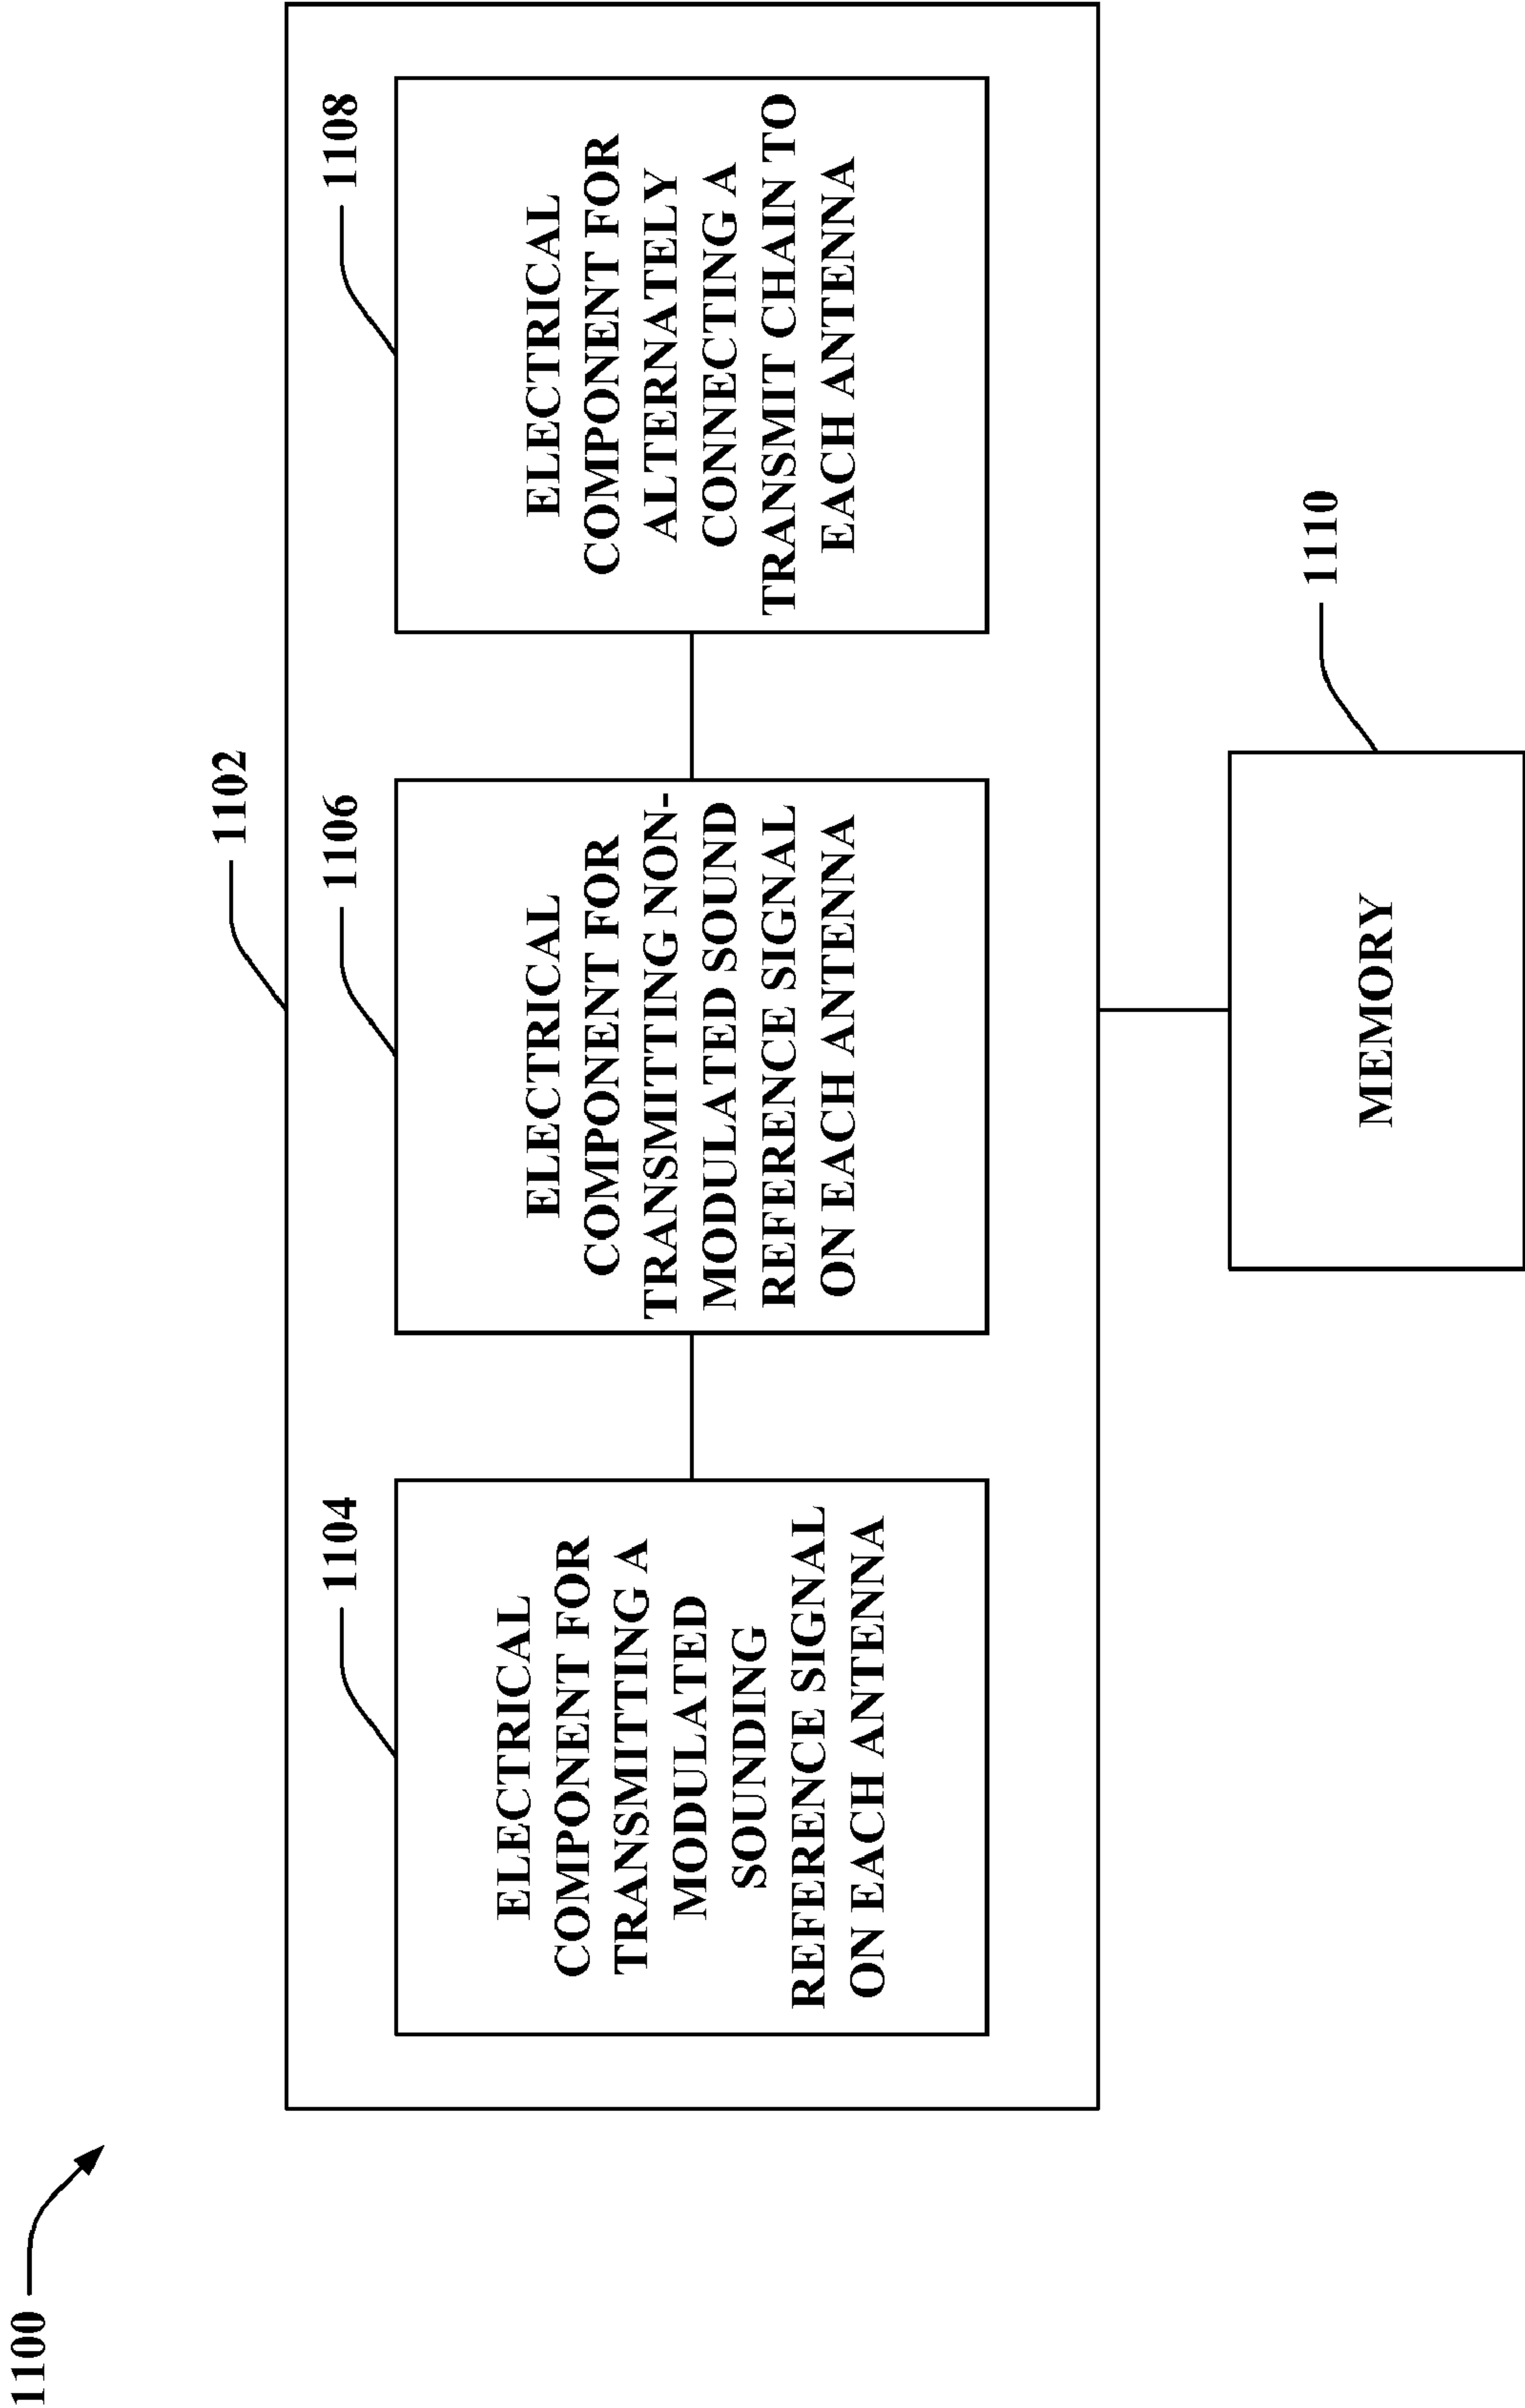 1100
1102
1104
ELECTRICAL
COMPONENT FOR
TRANSMITTING A
MODULATED
SOUNDING
REFERENCE SIGNAL
ON EACH ANTENNA
1106
ELECTRICAL
COMPONENT FOR
TRANSMITTING NON-
MODULATED SOUND
REFERENCE SIGNAL
ON EACH ANTENNA
1108
ELECTRICAL
COMPONENT FOR
ALTERNATELY
CONNECTING A
TRANSMIT CHAIN TO
EACH ANTENNA
1110
MEMORY